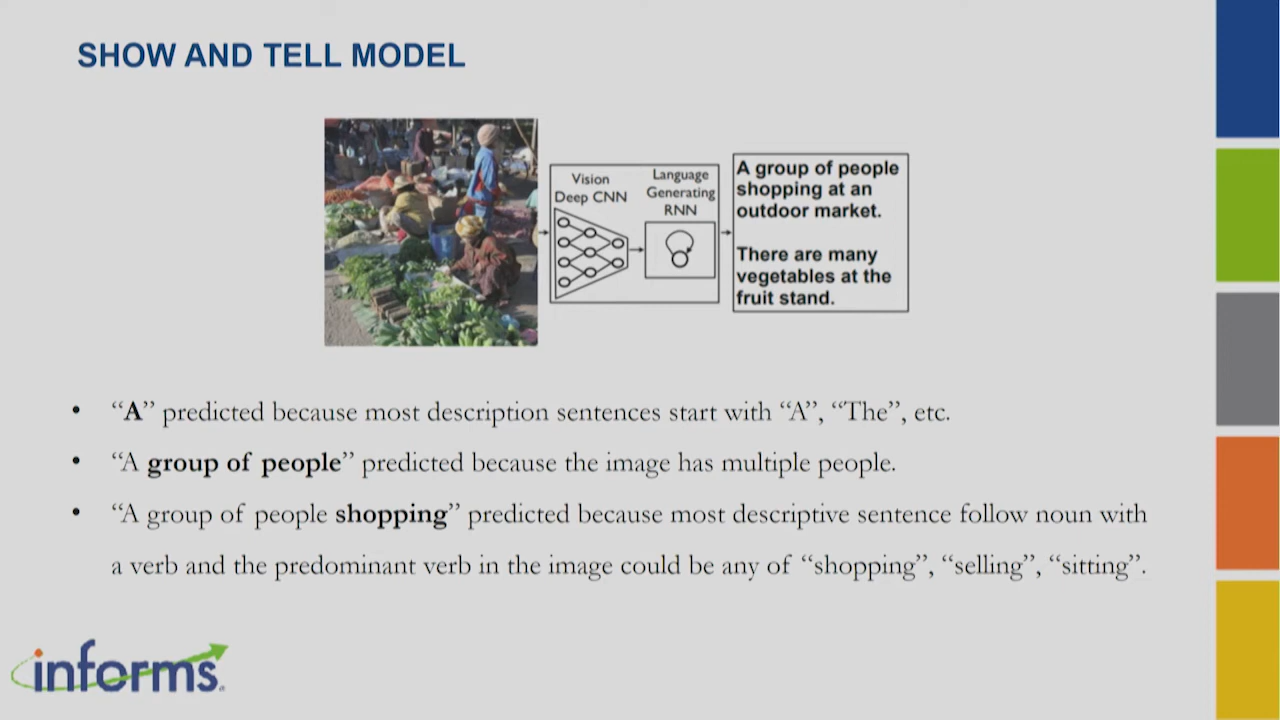 SHOW AND TELL MODEL
Vision
Deep CNN
Language
Generating
RNN
A group of people
shopping at an
outdoor market.
There are many
vegetables at the
fruit stand.
• “A” predicted because most description sentences start with “A”, “The”, etc.
• “A group of people” predicted because the image has multiple people.
• “A group of people shopping” predicted because most descriptive sentence follow noun with
a verb and the predominant verb in the image could be any of “shopping”, “selling”, “sitting”.
informs